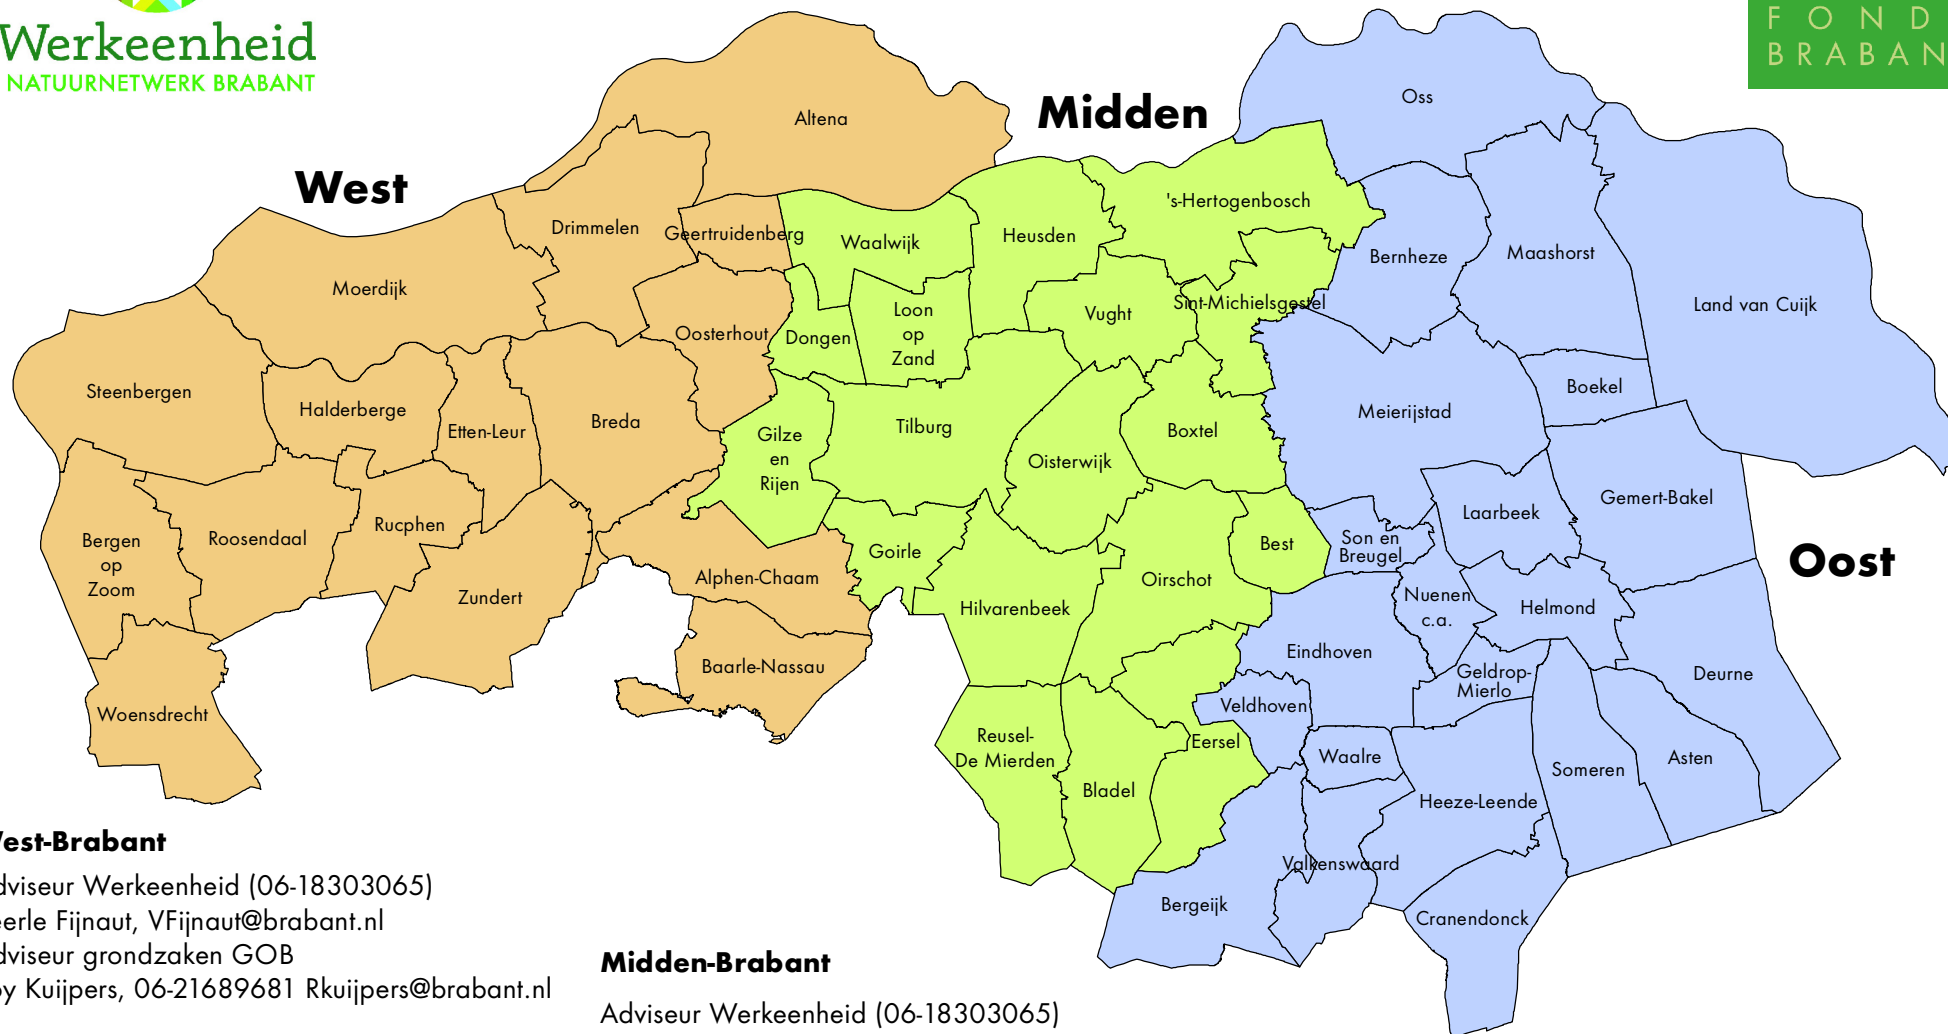 Werkeenheid
NATUURNETWERK BRABANT
FOND
BRABAN
West
Midden
Oost
Altena
Oss
Drimmelen
Geertruidenberg
Moerdijk
Waalwijk
Heusden
's-Hertogenbosch
Bernheze
Maashorst
Land van Cuijk
Steenbergen
Halderberge
Etten-Leur
Breda
Oosterhout
Dongen
Loon
op
Zand
Vught
Sint-Michielsgestel
Meierijstad
Boekel
Gilze
en
Rijen
Tilburg
Oisterwijk
Boxtel
Gemert-Bakel
Laarbeek
Bergen
op
Zoom
Roosendaal
Rucphen
Zundert
Alphen-Chaam
Goirle
Hilvarenbeek
Oirschot
Best
Son en
Breugel
Nuenen
c.a.
Helmond
Woensdrecht
Baarle-Nassau
Eindhoven
Geldrop-
Mierlo
Deurne
Veldhoven
Reusel-
De Mierden
Bladel
Eersel
Waalre
Heeze-Leende
Someren
Asten
Valkenswaard
Bergeijk
Cranendonck
West-Brabant
dviseur Werkeenheid (06-18303065)
eerle Fijnaut, VFijnaut@brabant.nl
dviseur grondzaken GOB
oy Kuijpers, 06-21689681 Rkuijpers@brabant.nl
Midden-Brabant
Adviseur Werkeenheid (06-18303065)